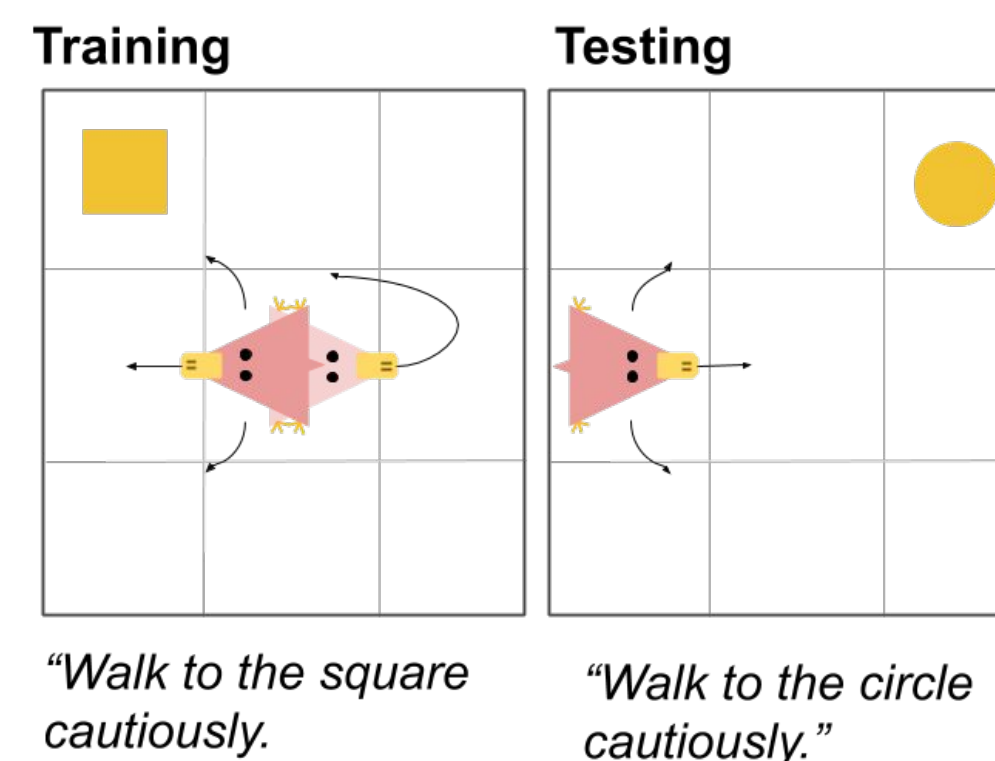 Training
Testing
“Walk to the square
cautiously.
“Walk to the circle
cautiously.”